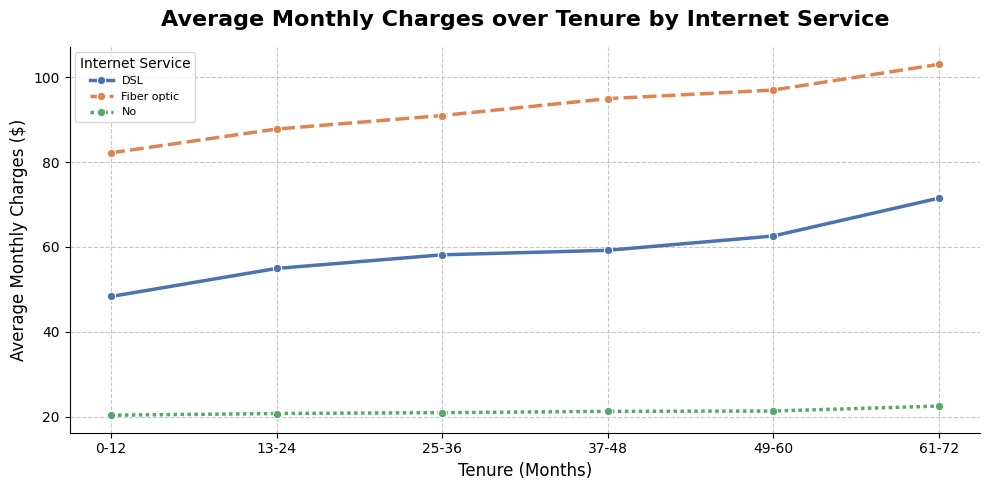 Average Monthly Charges over Tenure by Internet Service
Internet Service
DSL
Fiber optic
No
Average Monthly Charges ($)
100
80
60
40
20
0-12
13-24
25-36
37-48
49-60
61-72
Tenure (Months)